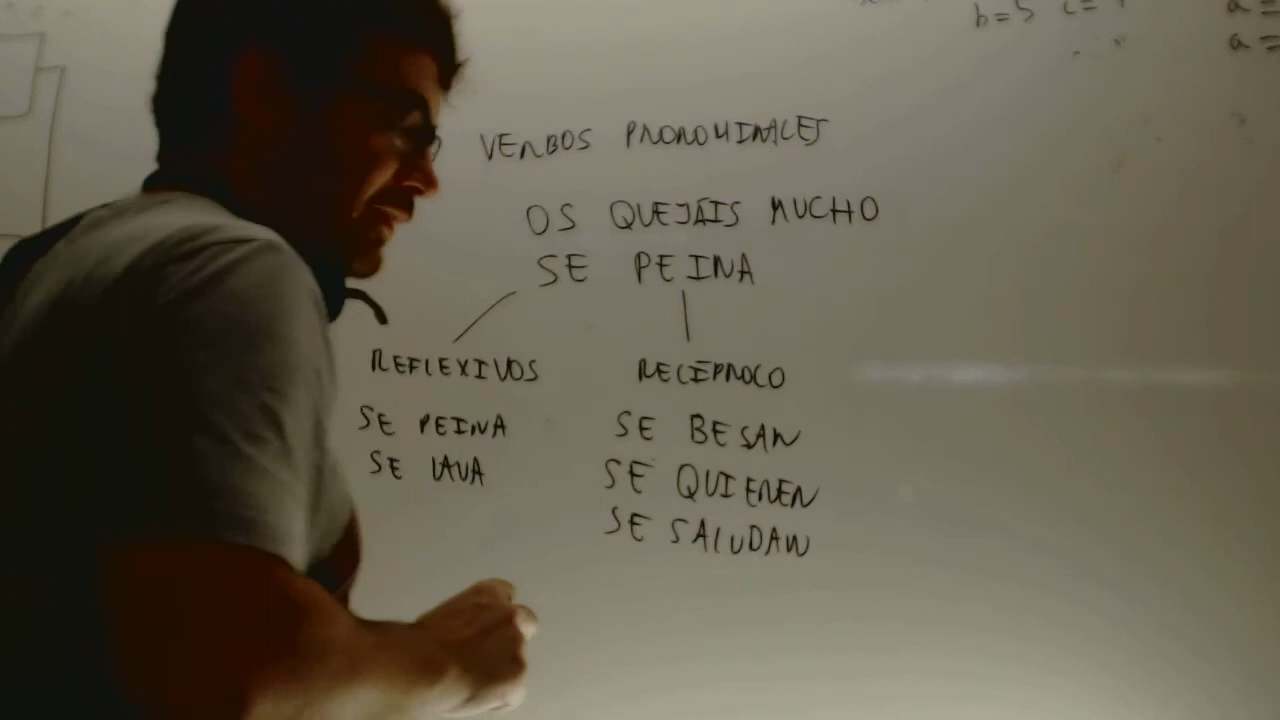 b=5
a=
a=
VERBOS PRONOMINALES
OS QUEJÁIS MUCHO
SE PEINA
REFLEXIVOS RECÍPROCO
SE PEINA SE BESAN
SE LAVA SE QUIEREN
SE SALUDAN